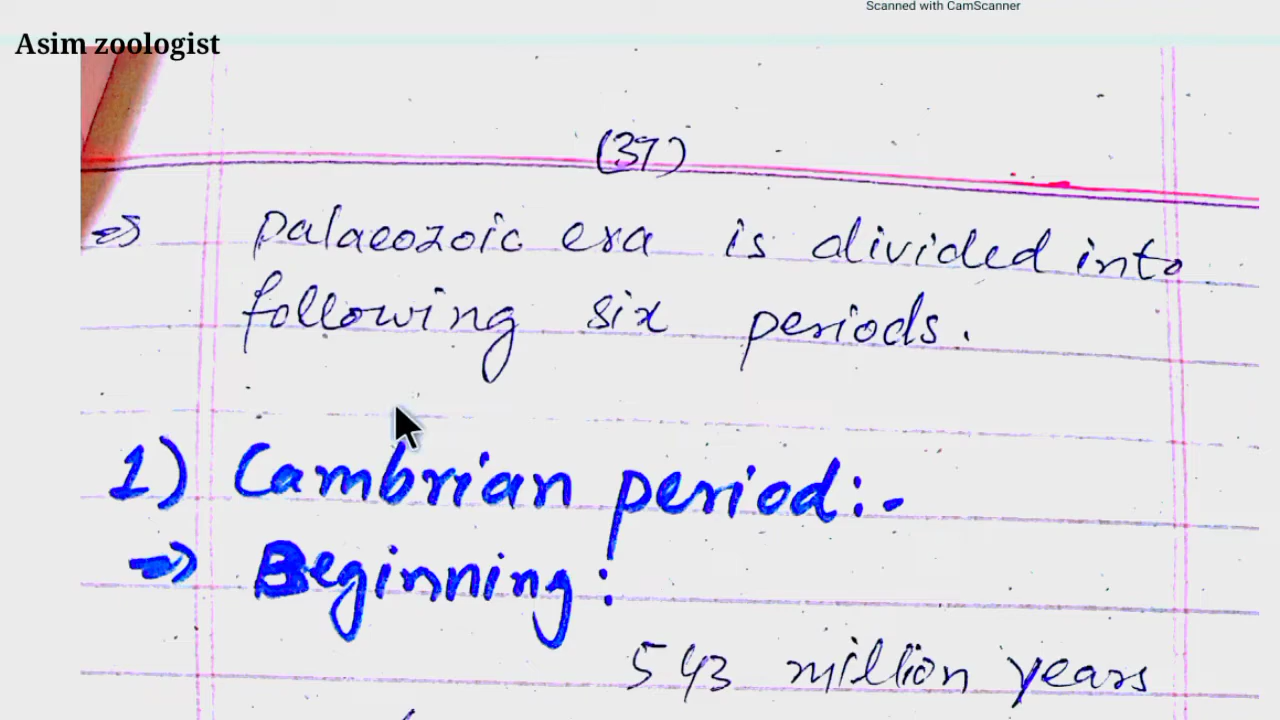 Scanned with CamScanner
Asim zoologist
(37)
⇒ palaeozoic era is divided into
following six periods.
1) Cambrian period:-
⇒ Beginning:
543 million years